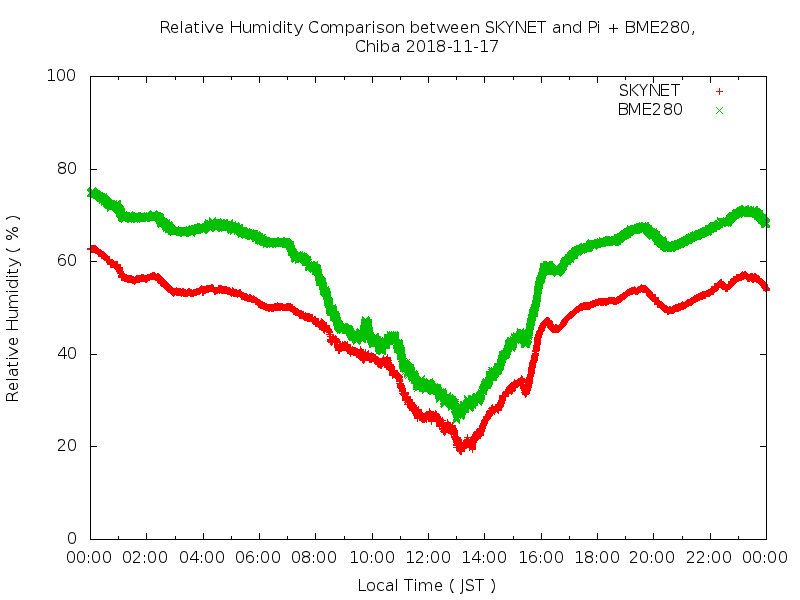 Relative Humidity Comparison between SKYNET and Pi + BME280,
Chiba 2018-11-17
SKYNET
BME280
100
80
60
40
20
0
Relative Humidity ( % )
00:00 02:00 04:00 06:00 08:00 10:00 12:00 14:00 16:00 18:00 20:00 22:00 00:00
Local Time ( JST )